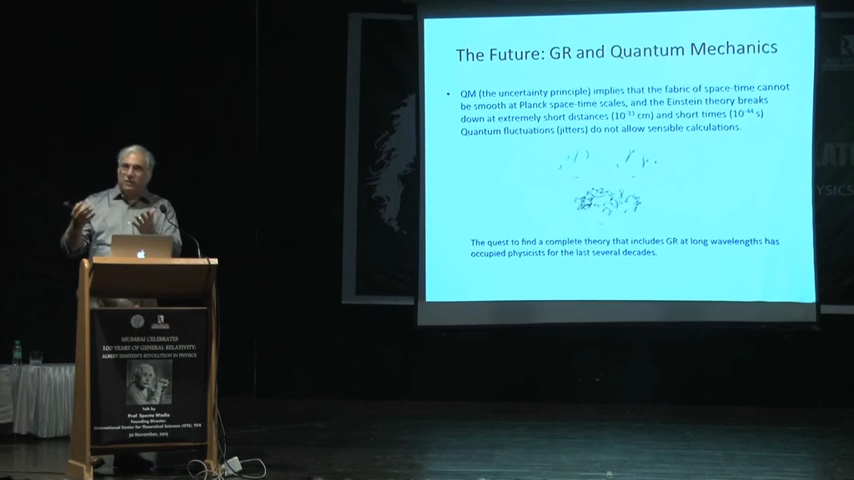 The Future: GR and Quantum Mechanics
• QM (the uncertainty principle) implies that the fabric of space-time cannot
be smooth at Planck space-time scales, and the Einstein theory breaks
down at extremely short distances (10⁻³³ cm) and short times (10⁻⁴⁴ s)
Quantum fluctuations (jitters) do not allow sensible calculations.
The quest to find a complete theory that includes GR at long wavelengths has
occupied physicists for the last several decades.
MUMBAI CELEBRATES
100 YEARS OF GENERAL RELATIVITY:
ALBERT EINSTEIN'S REVOLUTION IN PHYSICS
Talk by
Prof. Spenta Wadia
Founding Director
International Center for Theoretical Sciences (ICTS), TIFR
30 November, 2015